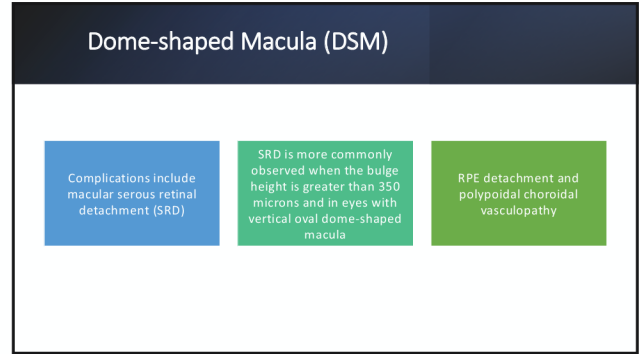 Dome-shaped Macula (DSM)
Complications include
macular serous retinal
detachment (SRD)
SRD is more commonly
observed when the bulge
height is greater than 350
microns and in eyes with
vertical oval dome-shaped
macula
RPE detachment and
polypoidal choroidal
vasculopathy